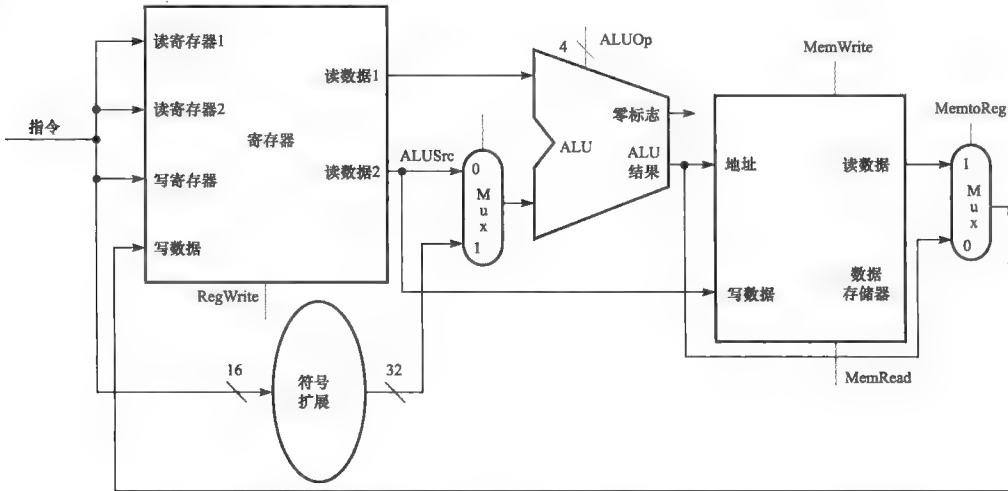 指令
读寄存器1
读寄存器2
写寄存器
写数据
寄存器
读数据1
读数据2
RegWrite
16
符号
扩展
32
ALUSrc
0
Mux
1
4
ALUOp
ALU
零标志
ALU
结果
MemWrite
地址
读数据
写数据
数据
存储器
MemRead
MemtoReg
1
Mux
0